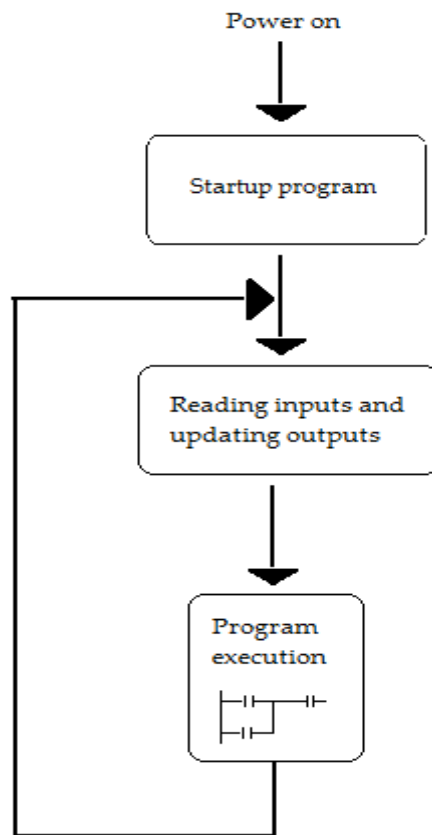 Power on
Startup program
Reading inputs and
updating outputs
Program
execution